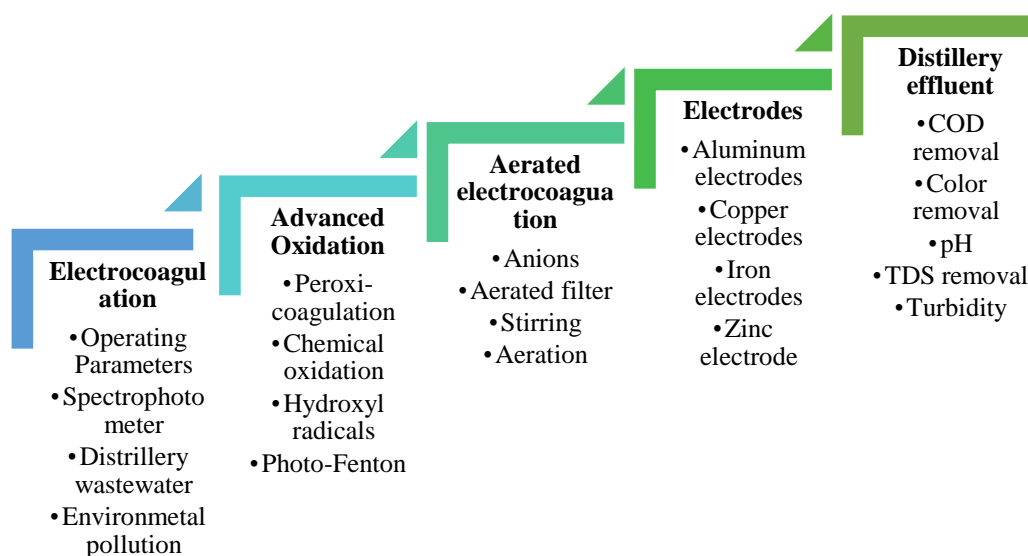 Electrocoagul
ation
•Operating
Parameters
•Spectrophoto
meter
•Distrillery
wastewater
•Environmetal
pollution
Advanced
Oxidation
•Peroxi-
coagulation
•Chemical
oxidation
•Hydroxyl
radicals
•Photo-Fenton
Aerated
electrocoagua
tion
•Anions
•Aerated filter
•Stirring
•Aeration
Electrodes
•Aluminum
electrodes
•Copper
electrodes
•Iron
electrodes
•Zinc
electrode
Distillery
effluent
•COD
removal
•Color
removal
•pH
•TDS removal
•Turbidity